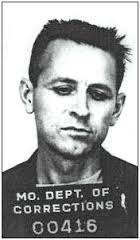 MO. DEPT. OF
CORRECTIONS
00416